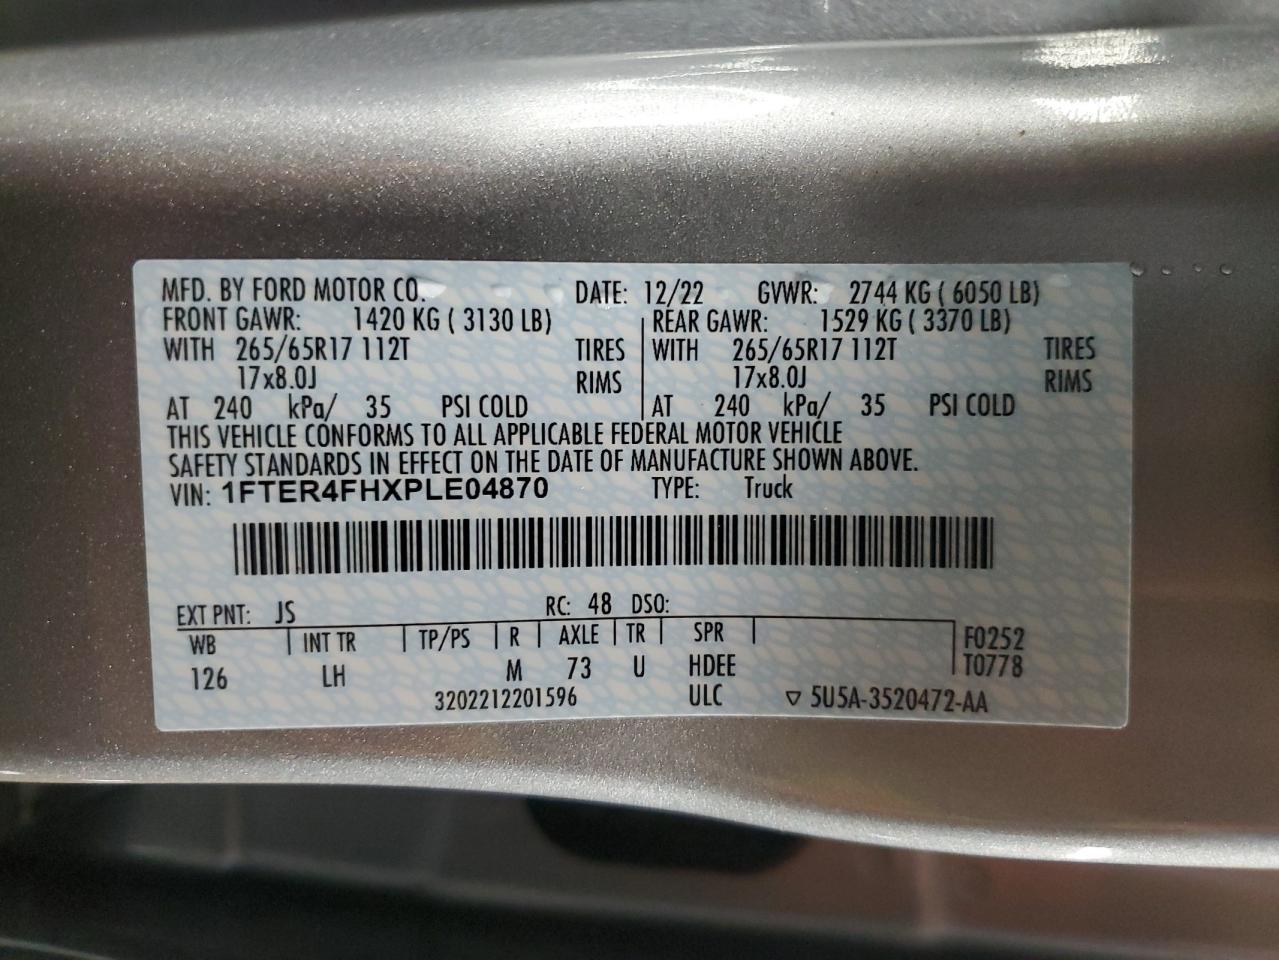 MFD. BY FORD MOTOR CO. DATE: 12/22 GVWR: 2744 KG ( 6050 LB)
FRONT GAWR: 1420 KG ( 3130 LB) REAR GAWR: 1529 KG ( 3370 LB)
WITH 265/65R17 112T TIRES WITH 265/65R17 112T TIRES
17x8.0J RIMS 17x8.0J RIMS
AT 240 kPa/ 35 PSI COLD AT 240 kPa/ 35 PSI COLD
THIS VEHICLE CONFORMS TO ALL APPLICABLE FEDERAL MOTOR VEHICLE
SAFETY STANDARDS IN EFFECT ON THE DATE OF MANUFACTURE SHOWN ABOVE.
VIN: 1FTER4FHXPLE04870 TYPE: Truck
EXT PNT: JS RC: 48 DSO:
WB INT TR TP/PS R AXLE TR SPR F0252
126 LH M 73 U HDEE T0778
3202212201596 ULC ▽ 5U5A-3520472-AA